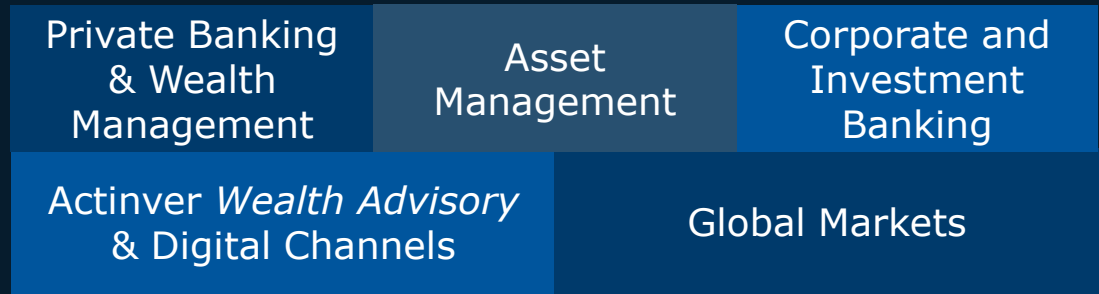 Private Banking
& Wealth
Management
Asset
Management
Corporate and
Investment
Banking
Actinver Wealth Advisory
& Digital Channels
Global Markets